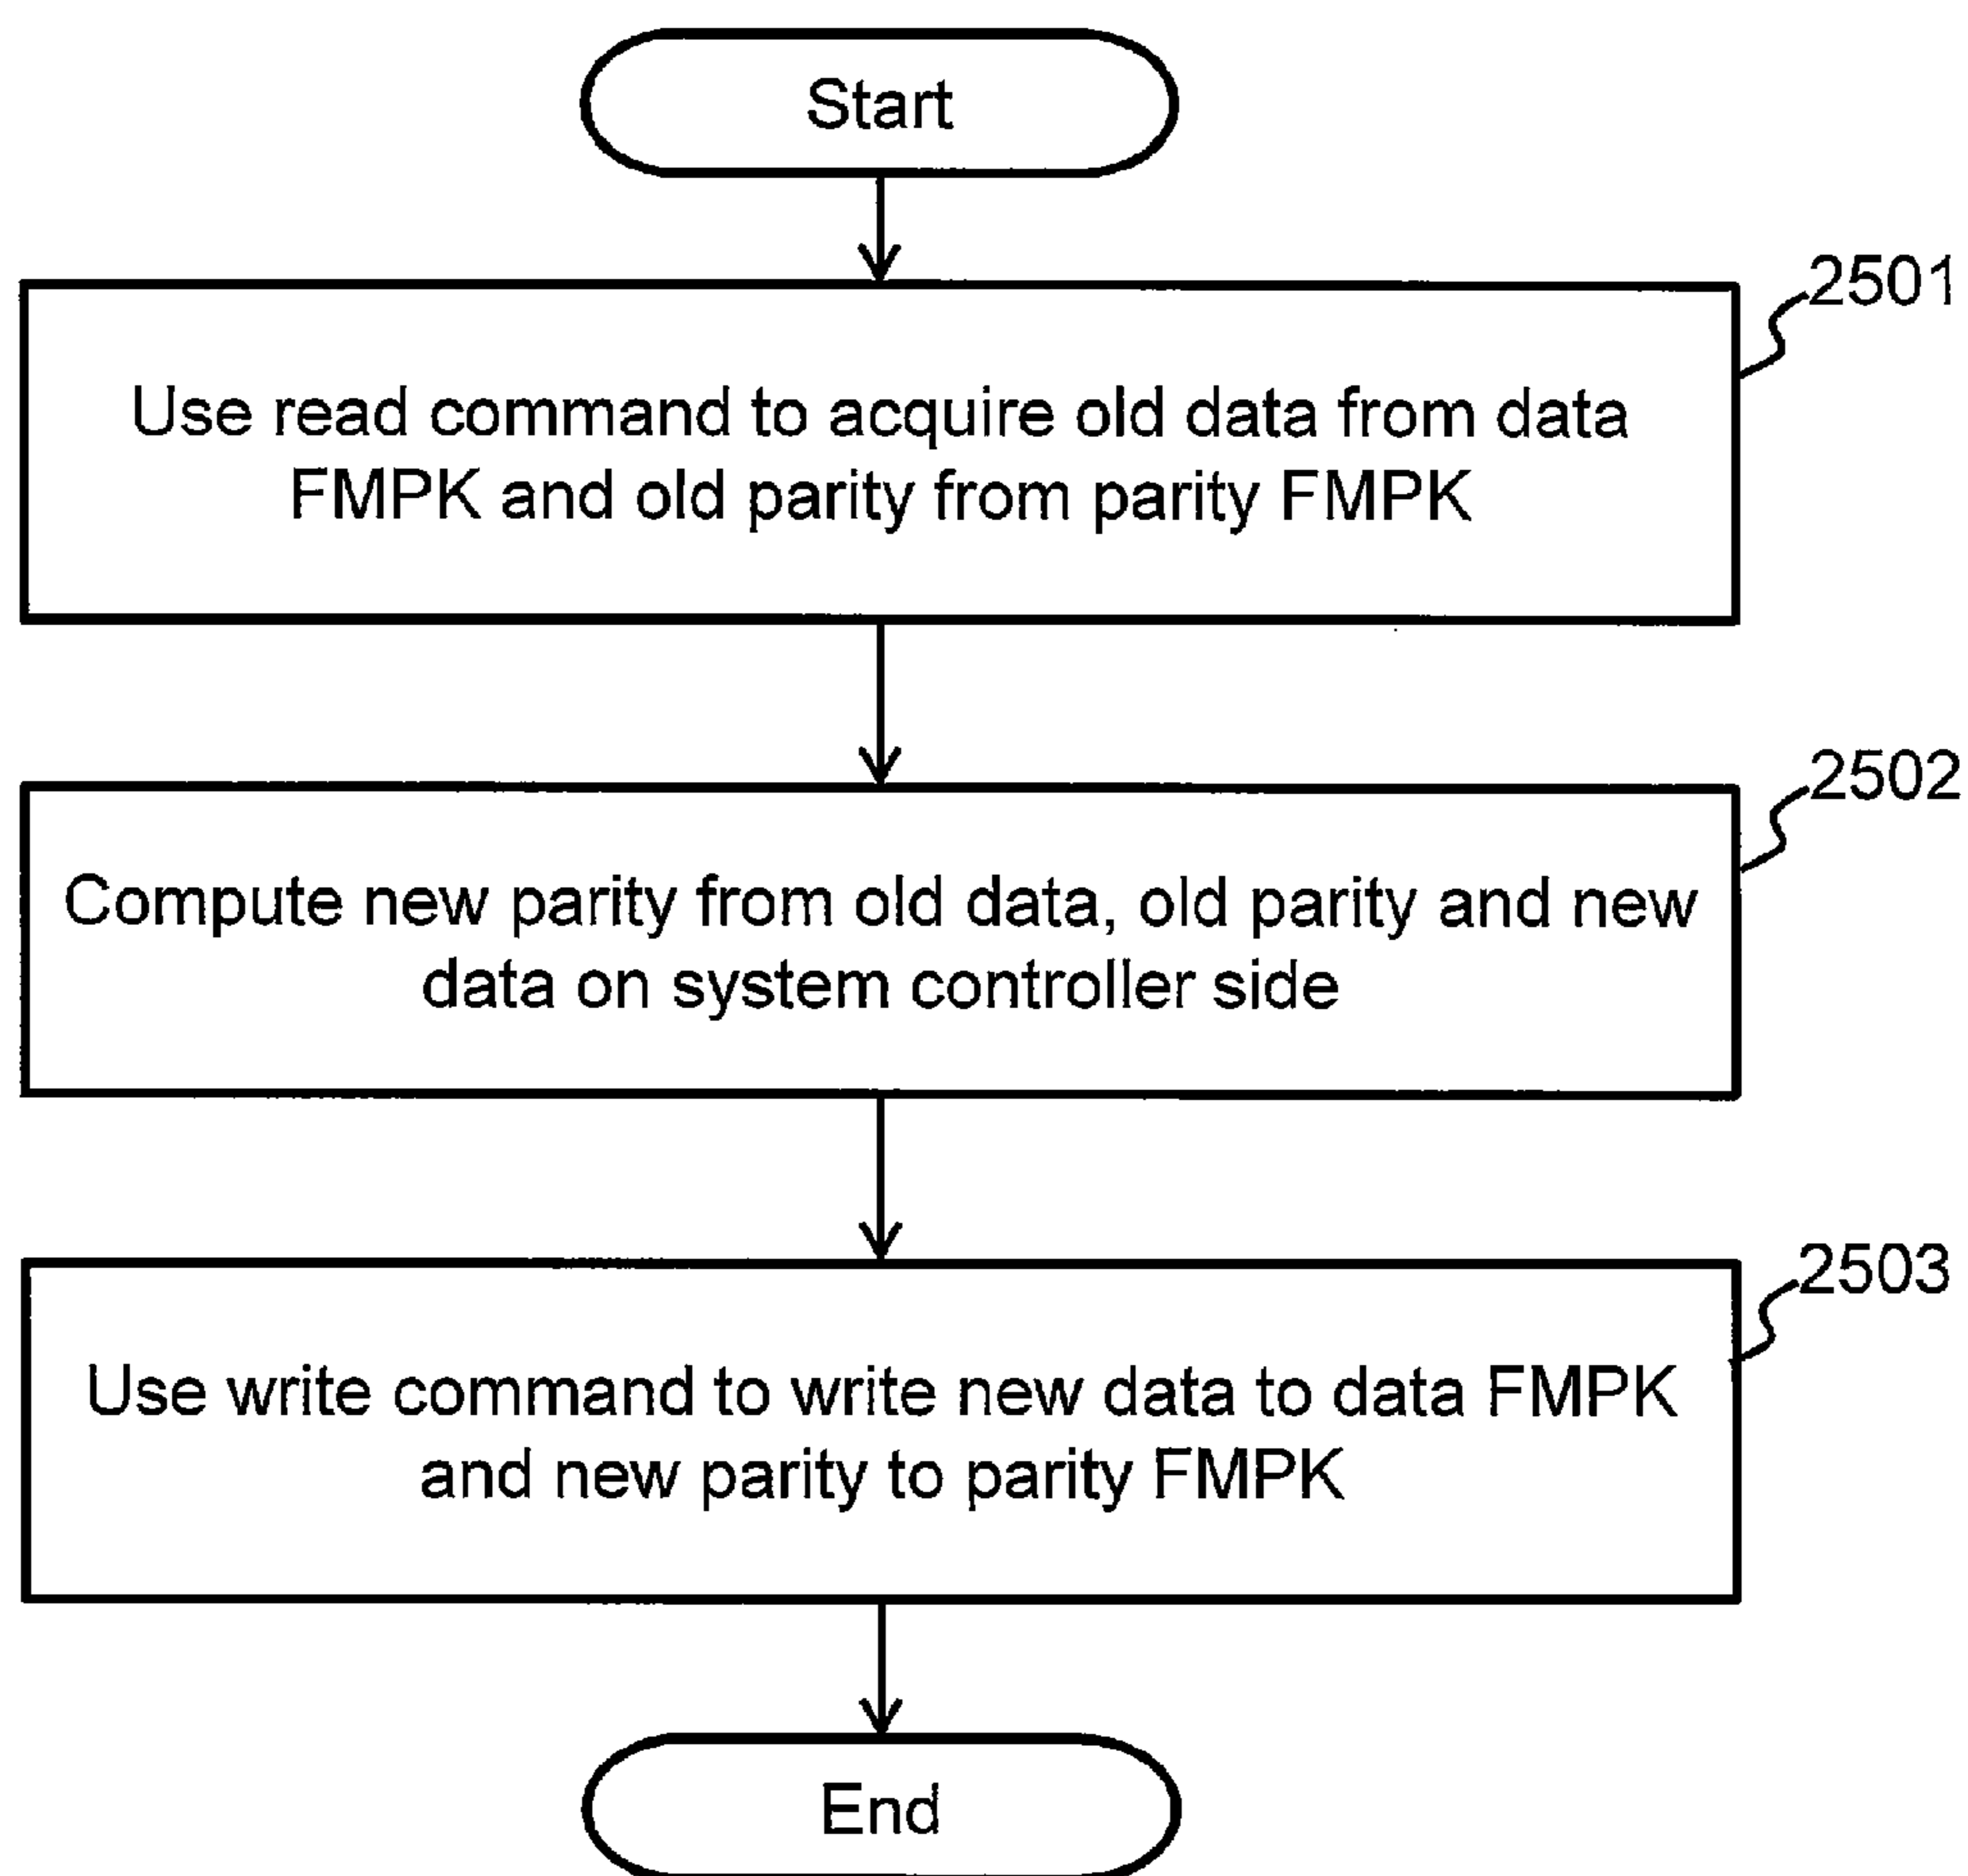 Start
2501
Use read command to acquire old data from data
FMPK and old parity from parity FMPK
2502
Compute new parity from old data, old parity and new
data on system controller side
2503
Use write command to write new data to data FMPK
and new parity to parity FMPK
End